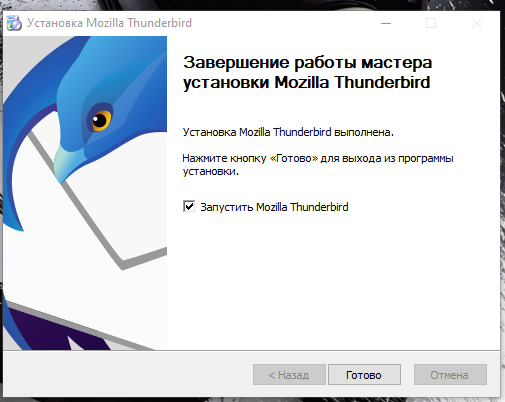 Установка Mozilla Thunderbird
Завершение работы мастера
установки Mozilla Thunderbird
Установка Mozilla Thunderbird выполнена.
Нажмите кнопку «Готово» для выхода из программы
установки.
Запустить Mozilla Thunderbird
< Назад
Готово
Отмена